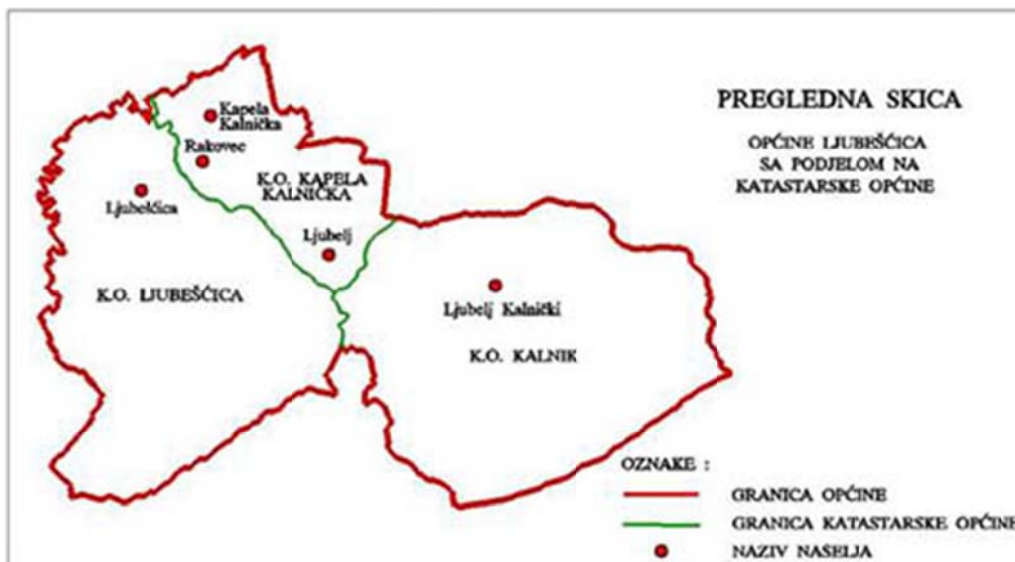 PREGLEDNA SKICA
OPĆINE LJUBEŠĆICA
SA PODJELOM NA
KATASTARSKE OPĆINE
Kapela
Kalnička
Rakovec
K.O. KAPELA
KALNIČKA
Ljubešćica
Ljubelj
K.O. LJUBEŠĆICA
Ljubelj Kalnički
K.O. KALNIK
OZNAKE :
GRANICA OPĆINE
GRANICA KATASTARSKE OPĆINE
NAZIV NAŠELJA